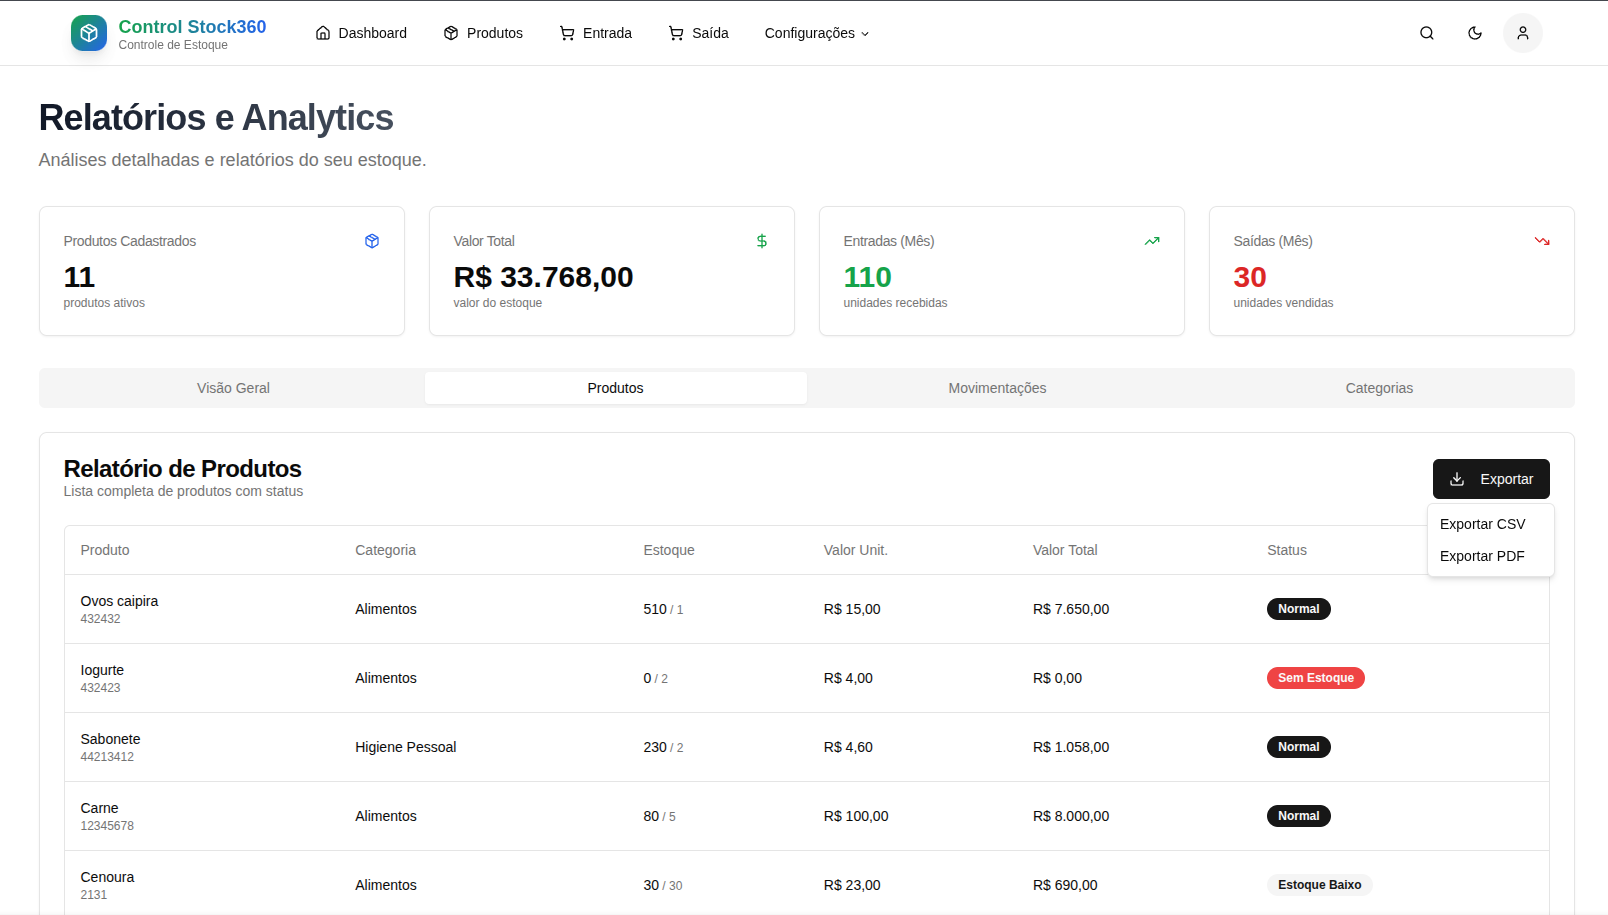 Control Stock360
Controle de Estoque
Dashboard
Produtos
Entrada
Saída
Configurações
Relatórios e Analytics
Análises detalhadas e relatórios do seu estoque.
Produtos Cadastrados
11
produtos ativos
Valor Total
R$ 33.768,00
valor do estoque
Entradas (Mês)
110
unidades recebidas
Saídas (Mês)
30
unidades vendidas
Visão Geral
Produtos
Movimentações
Categorias
Relatório de Produtos
Lista completa de produtos com status
Exportar
Exportar CSV
Exportar PDF
Produto Categoria Estoque Valor Unit. Valor Total Status
Ovos caipira
432432
Alimentos 510 / 1 R$ 15,00 R$ 7.650,00 Normal
Iogurte
432423
Alimentos 0 / 2 R$ 4,00 R$ 0,00 Sem Estoque
Sabonete
44213412
Higiene Pessoal 230 / 2 R$ 4,60 R$ 1.058,00 Normal
Carne
12345678
Alimentos 80 / 5 R$ 100,00 R$ 8.000,00 Normal
Cenoura
2131
Alimentos 30 / 30 R$ 23,00 R$ 690,00 Estoque Baixo